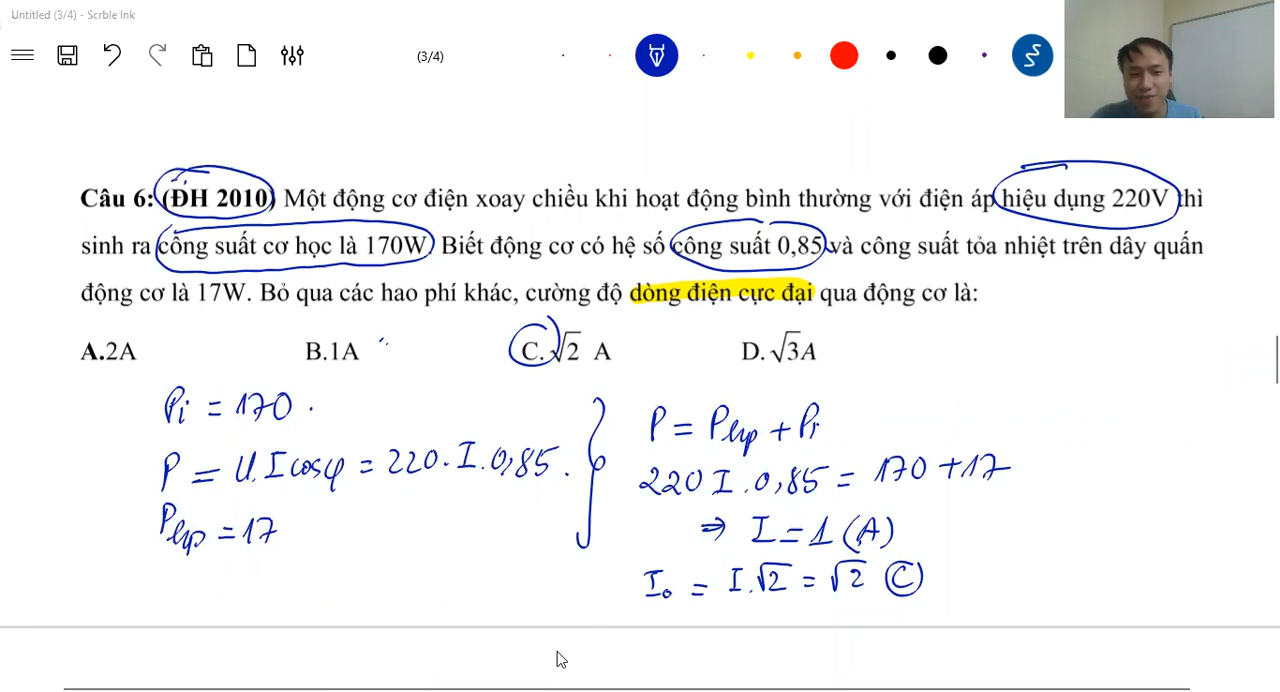 Untitled (3/4) - Scrble Ink
(3/4)
Câu 6: (ĐH 2010) Một động cơ điện xoay chiều khi hoạt động bình thường với điện áp hiệu dụng 220V thì
sinh ra công suất cơ học là 170W. Biết động cơ có hệ số công suất 0,85 và công suất tỏa nhiệt trên dây quấn
động cơ là 17W. Bỏ qua các hao phí khác, cường độ dòng điện cực đại qua động cơ là:
A.2A B.1A C.√2 A D.√3A
Pi = 170.
P = U.I cosφ = 220.I.0,85.
Php = 17
P = Php + Pi
220 I.0,85 = 170 + 17
⇒ I = 1 (A)
I₀ = I.√2 = √2 (C)